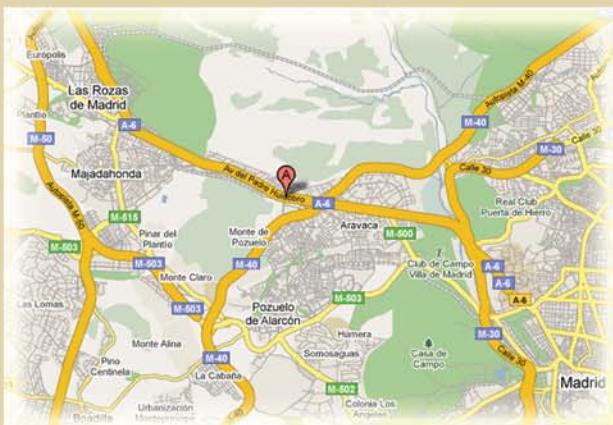 Európolis
Las Rozas
de Madrid
Plantío
A-6
M-50
Majadahonda
Autopista M-50
M-515
M-503
Pinar del
Plantío
M-503
Las Lomas
Monte Claro
M-503
Av del Padre
A
A-6
Monte de
Pozuelo
M-40
Aravaca
M-500
Autopista M-40
M-40
Calle 30
M-30
Calle 30
Real Club
Puerta de Hierro
Club de Campo
Villa de Madrid
A-6
A-6
A-6
M-503
Pozuelo
de Alarcón
Húmera
M-30
Calle 30
Casa de
Campo
Monte Alina
Somosaguas
M-40
Pino
Centinela
La Cabaña
M-502
Madrid
Colonia Los
Angeles
Urbanización
Boadilla